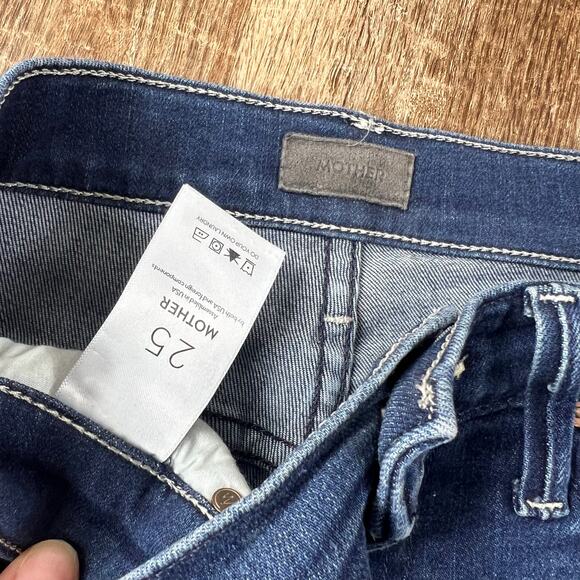 MOTHER
25
MOTHER
Assembled in USA
by both USA and foreign components
DO YOUR OWN LAUNDRY